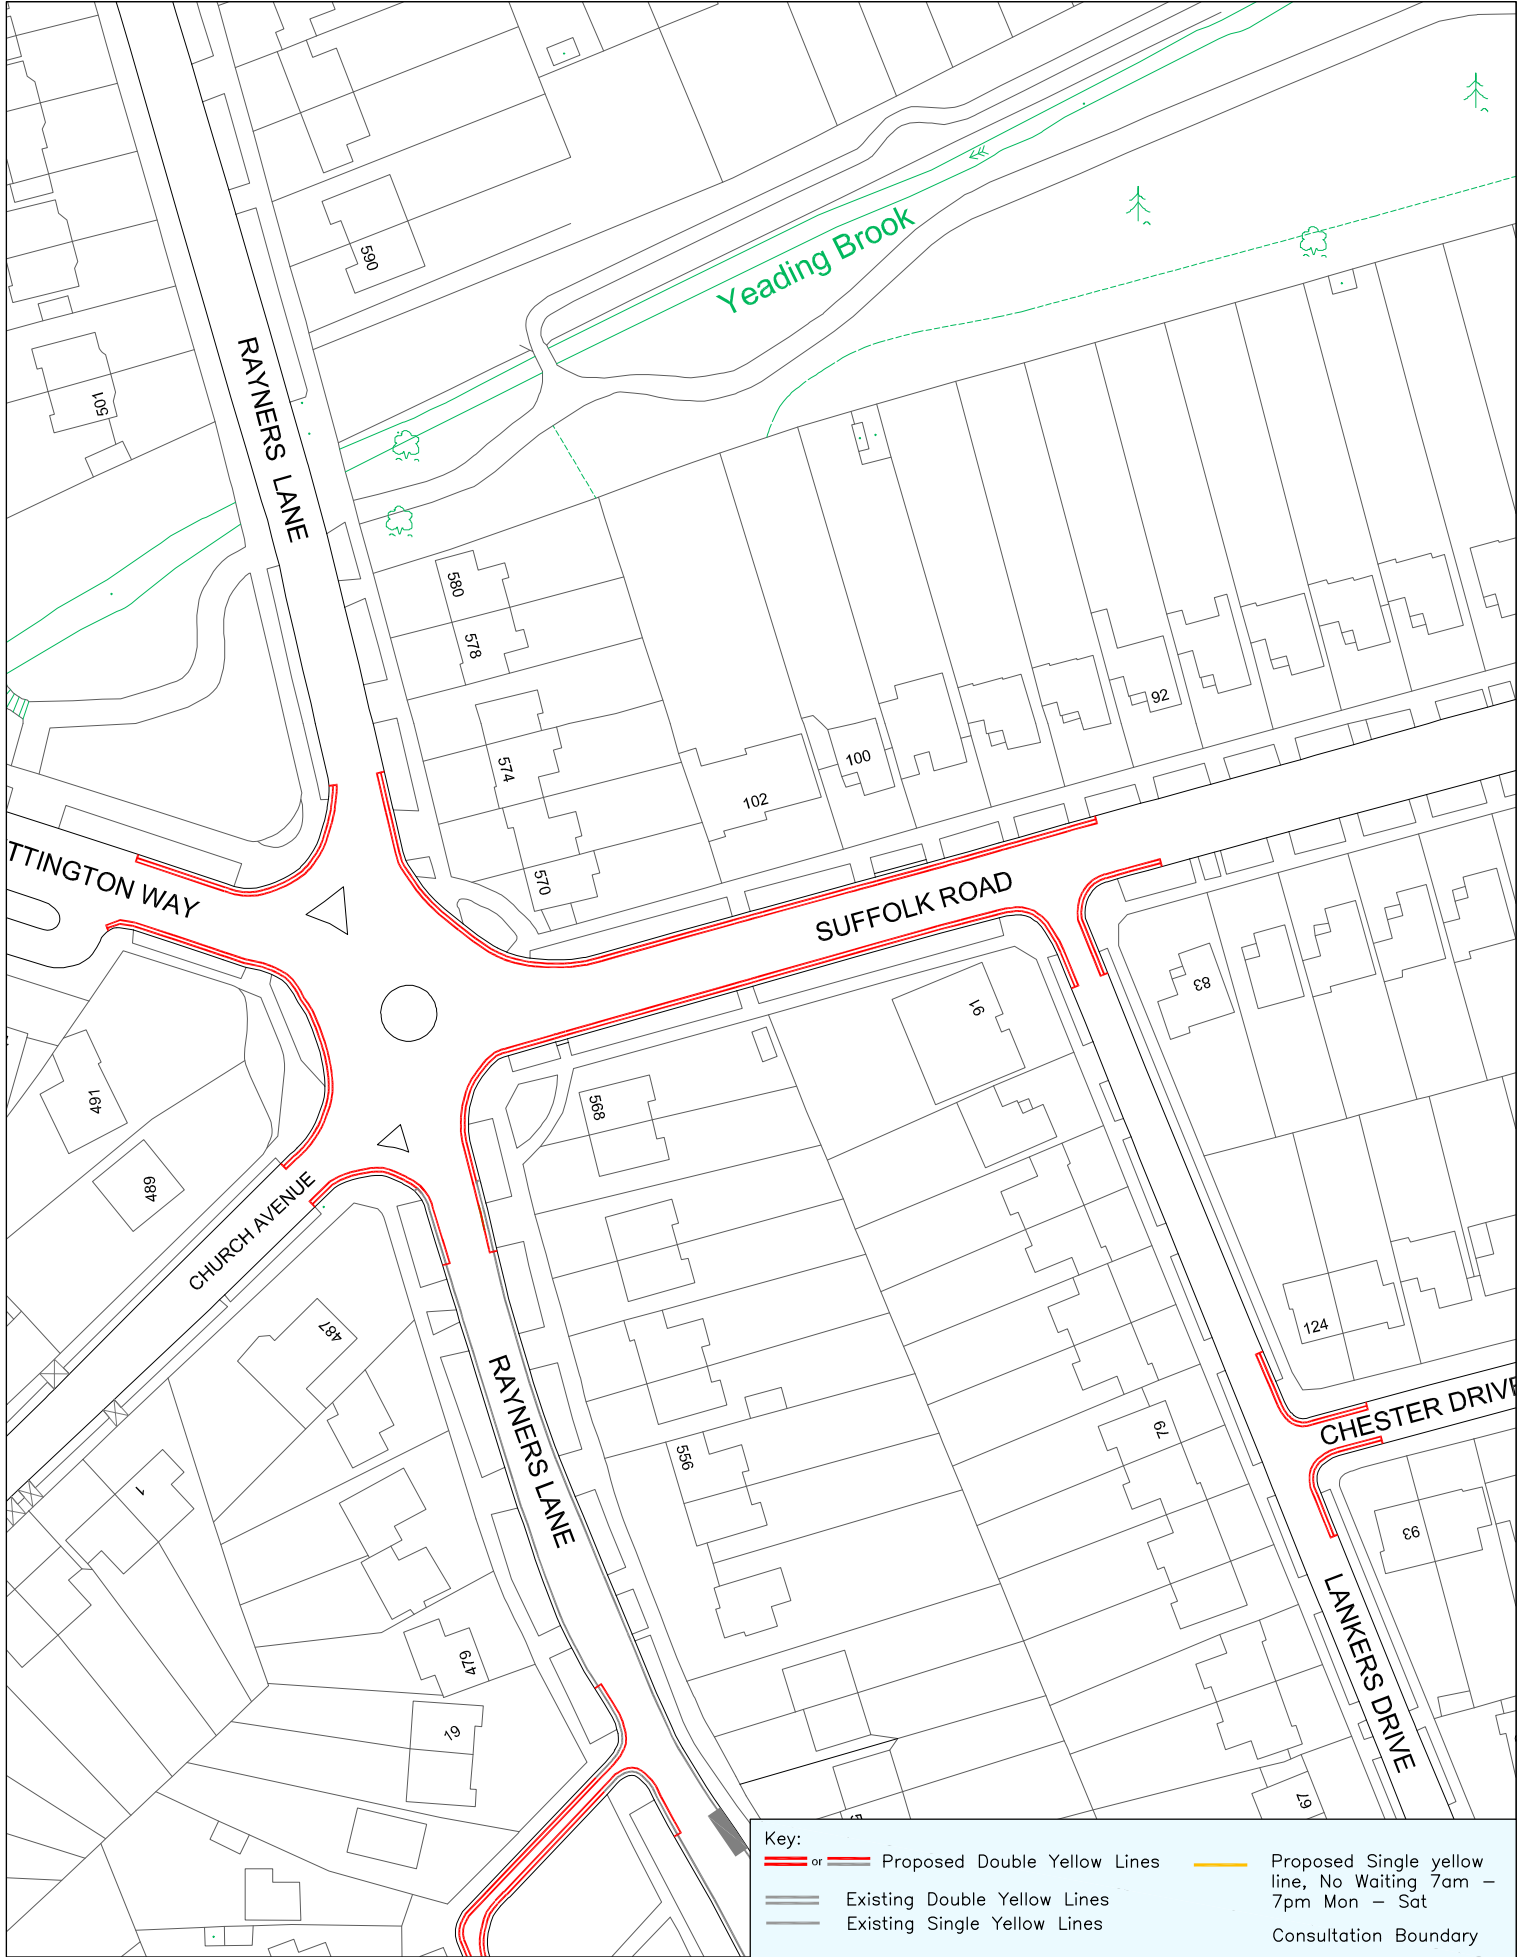 590
Yeading Brook
RAYNERS LANE
501
580
578
574
570
102
100
92
TTINGTON WAY
SUFFOLK ROAD
83
91
491
489
568
CHURCH AVENUE
487
RAYNERS LANE
124
CHESTER DRIVE
556
79
1
93
479
19
LANKERS DRIVE
67
Key:
or Proposed Double Yellow Lines
Existing Double Yellow Lines
Existing Single Yellow Lines
Proposed Single yellow
line, No Waiting 7am –
7pm Mon – Sat
Consultation Boundary